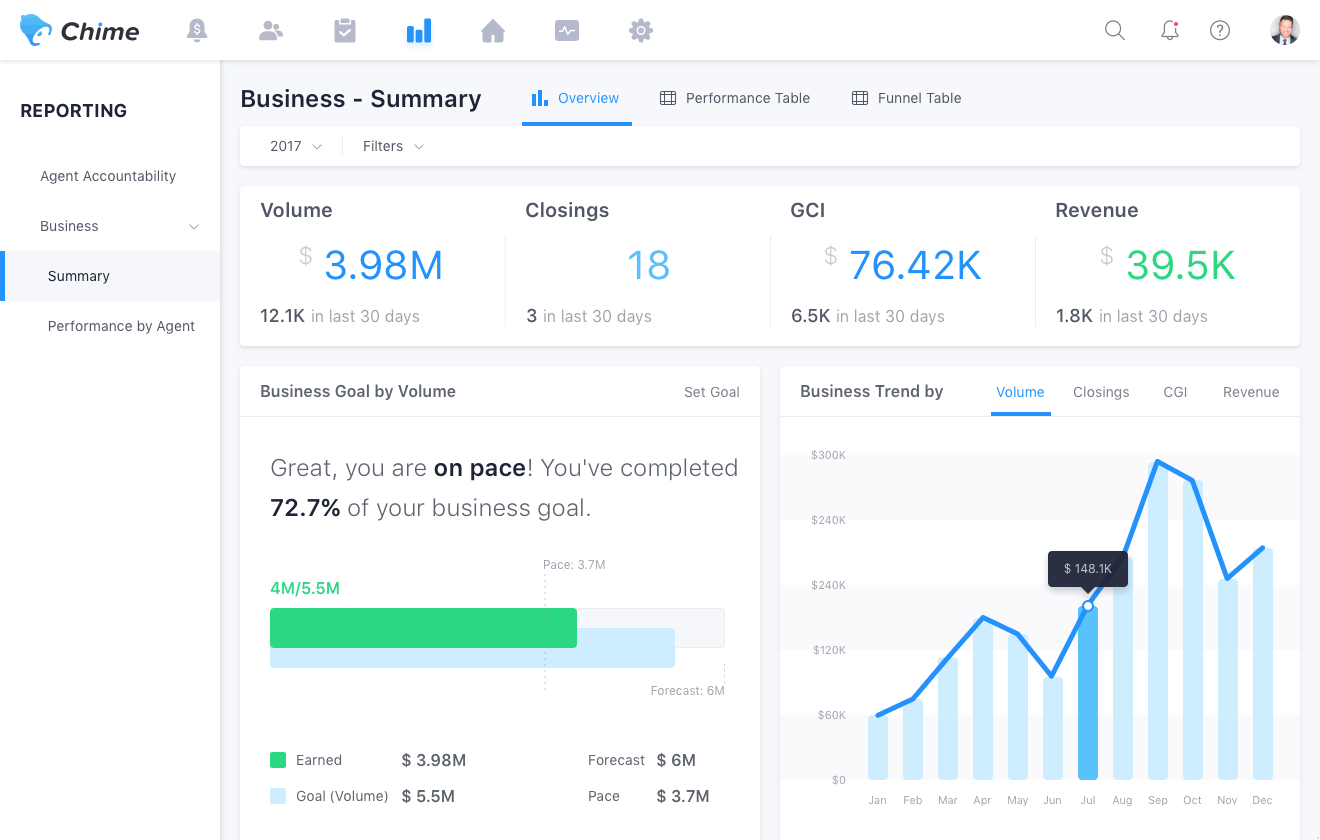 Chime
REPORTING
Agent Accountability
Business
Summary
Performance by Agent
Business - Summary
Overview
Performance Table
Funnel Table
2017
Filters
Volume
Closings
GCI
Revenue
$ 3.98M
18
$ 76.42K
$ 39.5K
12.1K in last 30 days
3 in last 30 days
6.5K in last 30 days
1.8K in last 30 days
Business Goal by Volume
Set Goal
Great, you are on pace! You've completed
72.7% of your business goal.
Pace: 3.7M
4M/5.5M
Forecast: 6M
Earned $ 3.98M
Forecast $ 6M
Goal (Volume) $ 5.5M
Pace $ 3.7M
Business Trend by
Volume
Closings
CGI
Revenue
$300K
$240K
$240K
$120K
$60K
$0
$ 148.1K
Jan Feb Mar Apr May Jun Jul Aug Sep Oct Nov Dec